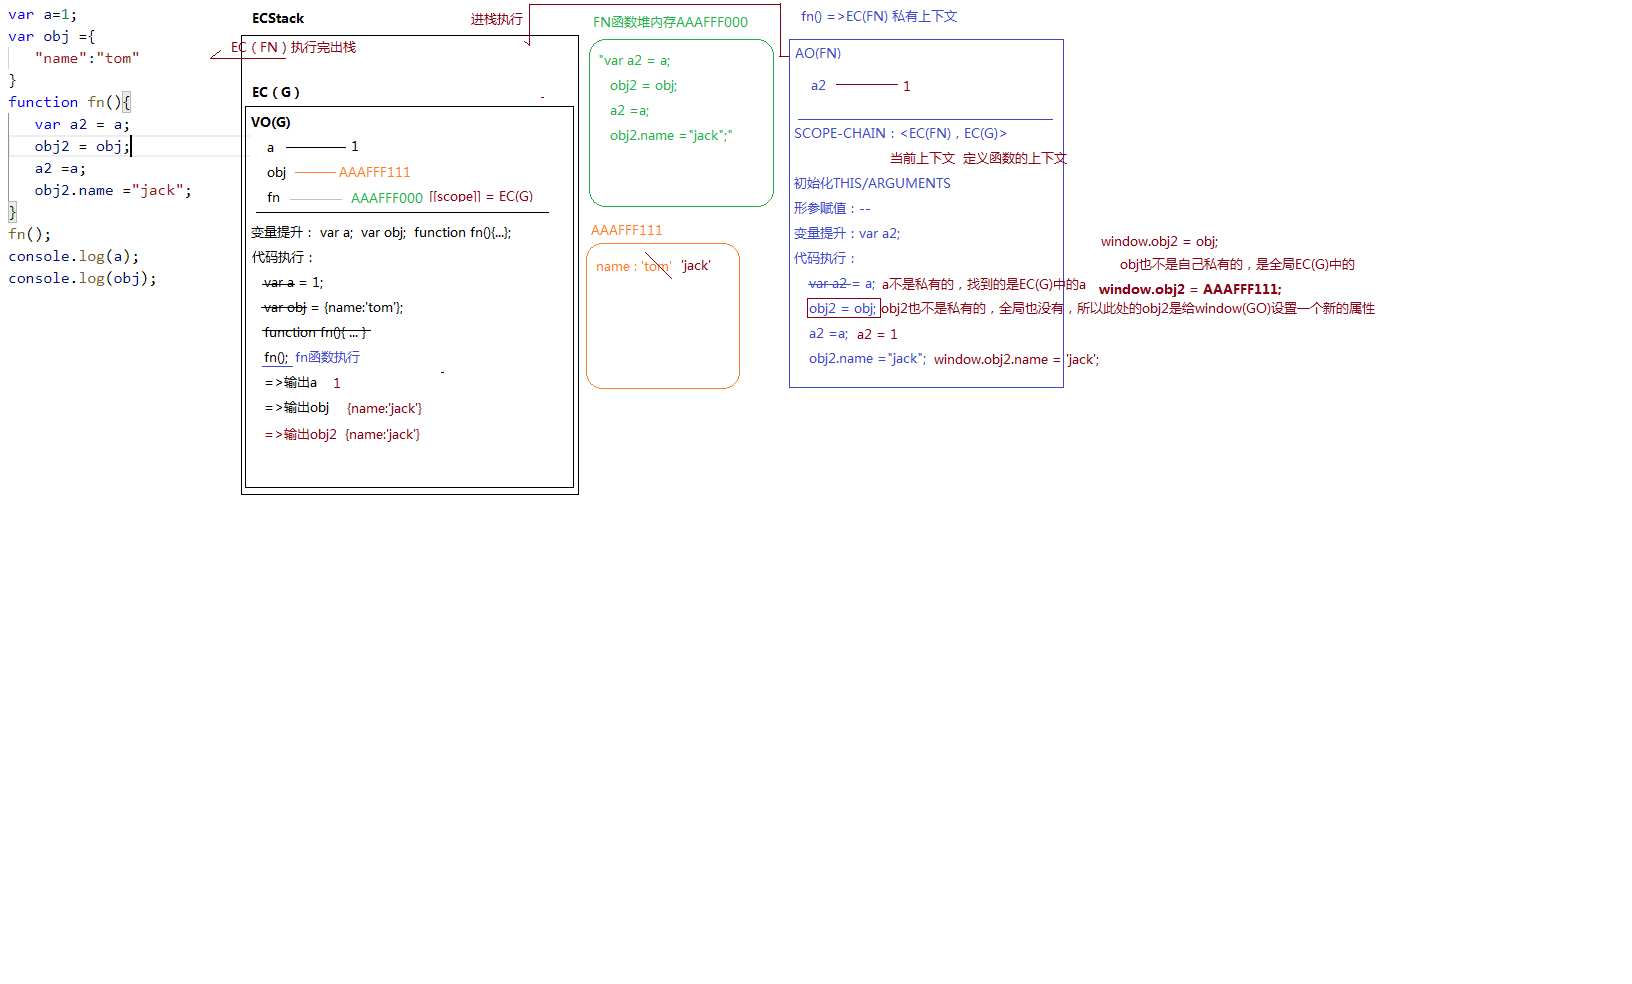 var a=1;
var obj ={
"name":"tom"
}
function fn(){
var a2 = a;
obj2 = obj;
a2 =a;
obj2.name ="jack";
}
fn();
console.log(a);
console.log(obj);
ECStack
进栈执行
EC（FN）执行完出栈
EC（G）
VO(G)
a 1
obj AAAFFF111
fn AAAFFF000 [[scope]] = EC(G)
变量提升： var a; var obj; function fn(){...};
代码执行：
var a = 1;
var obj = {name:'tom'};
function fn(){ ... }
fn(); fn函数执行
=>输出a 1
=>输出obj {name:'jack'}
=>输出obj2 {name:'jack'}
FN函数堆内存AAAFFF000
"var a2 = a;
obj2 = obj;
a2 =a;
obj2.name ="jack";"
AAAFFF111
name : 'tom' 'jack'
fn() =>EC(FN) 私有上下文
AO(FN)
a2 1
SCOPE-CHAIN：<EC(FN)，EC(G)>
当前上下文 定义函数的上下文
初始化THIS/ARGUMENTS
形参赋值：--
变量提升：var a2;
代码执行：
var a2 = a; a不是私有的，找到的是EC(G)中的a
obj2 = obj; obj2也不是私有的，全局也没有，所以此处的obj2是给window(GO)设置一个新的属性
a2 =a; a2 = 1
obj2.name ="jack"; window.obj2.name = 'jack';
window.obj2 = obj;
obj也不是自己私有的，是全局EC(G)中的
window.obj2 = AAAFFF111;